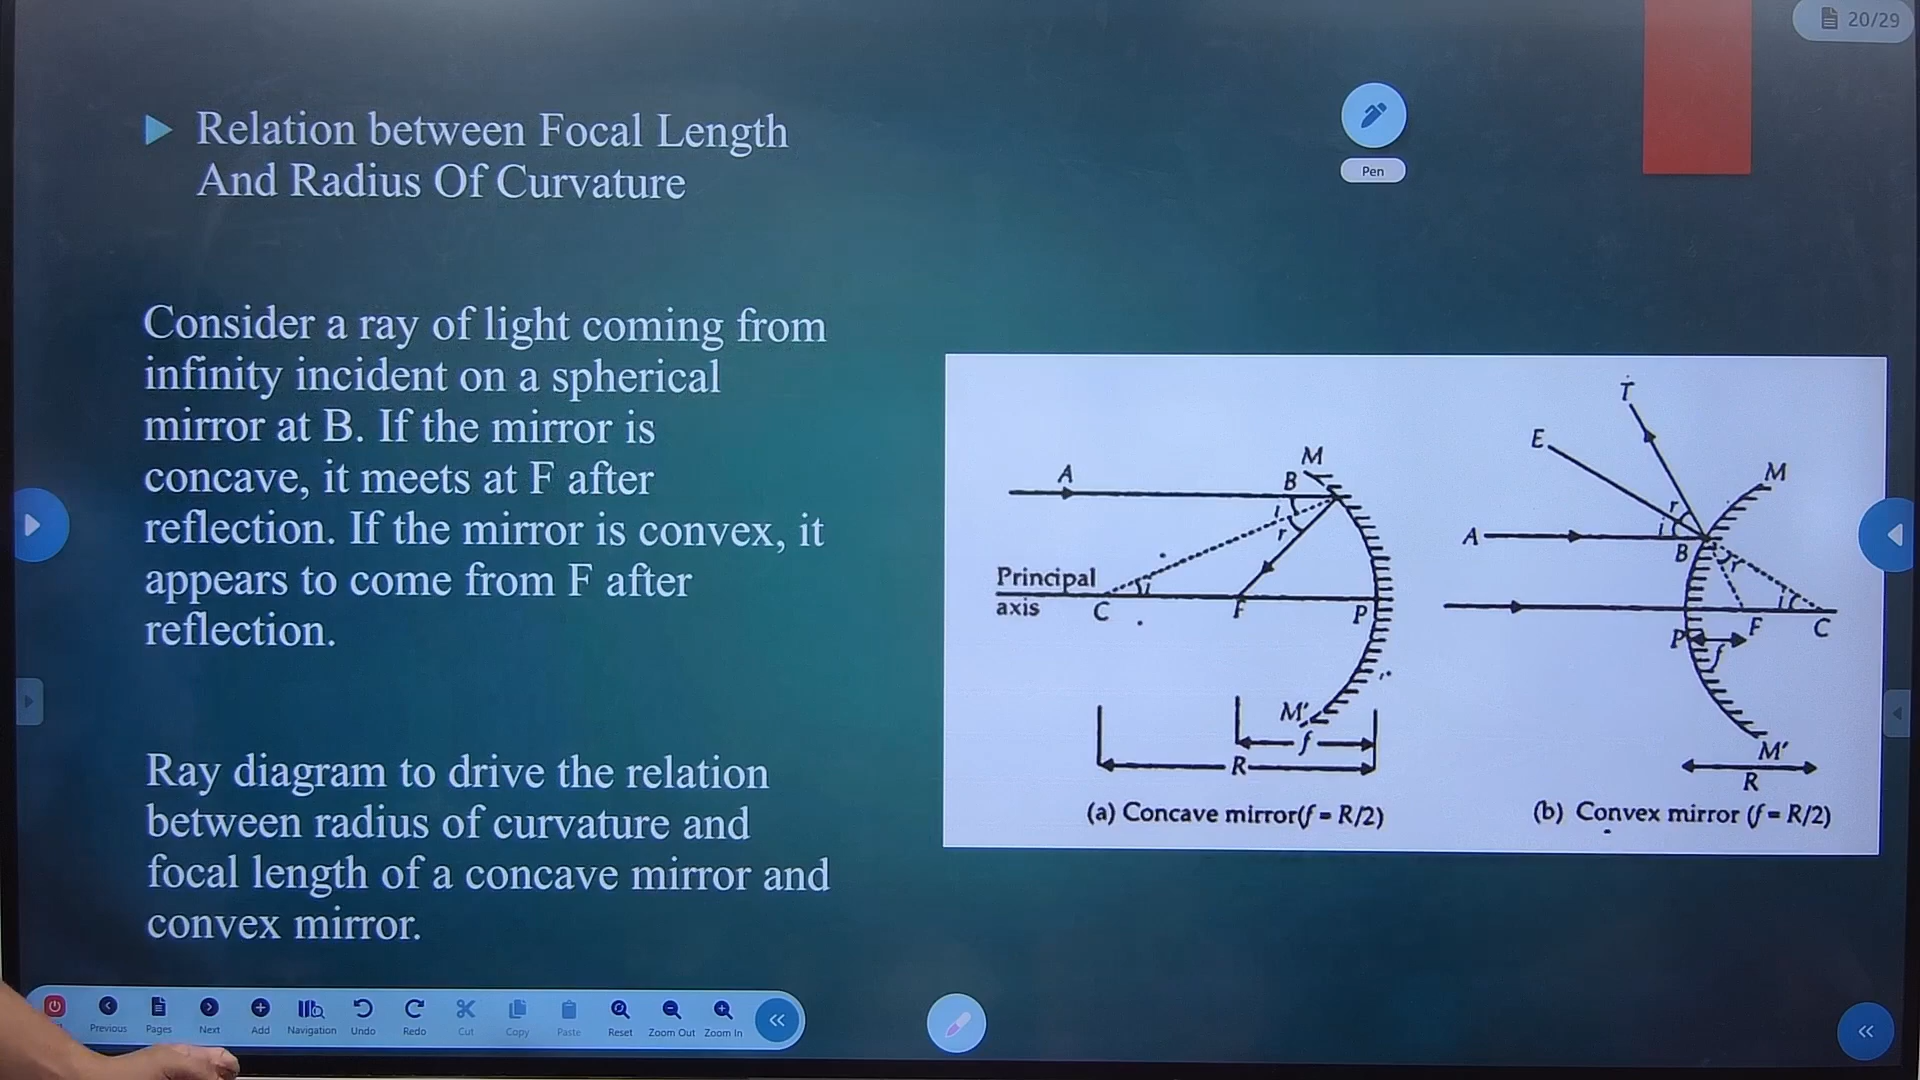 20/29
Relation between Focal Length
And Radius Of Curvature
Pen
Consider a ray of light coming from
infinity incident on a spherical
mirror at B. If the mirror is
concave, it meets at F after
reflection. If the mirror is convex, it
appears to come from F after
reflection.
Ray diagram to drive the relation
between radius of curvature and
focal length of a concave mirror and
convex mirror.
A
B
M
i
r
Principal
axis
i
C
F
P
M'
f
R
(a) Concave mirror(f = R/2)
T
E
M
r
i
A
B
r
i
P
F
C
f
M'
R
(b) Convex mirror (f = R/2)
Previous
Pages
Next
Add
Navigation
Undo
Redo
Cut
Copy
Paste
Reset
Zoom Out
Zoom In